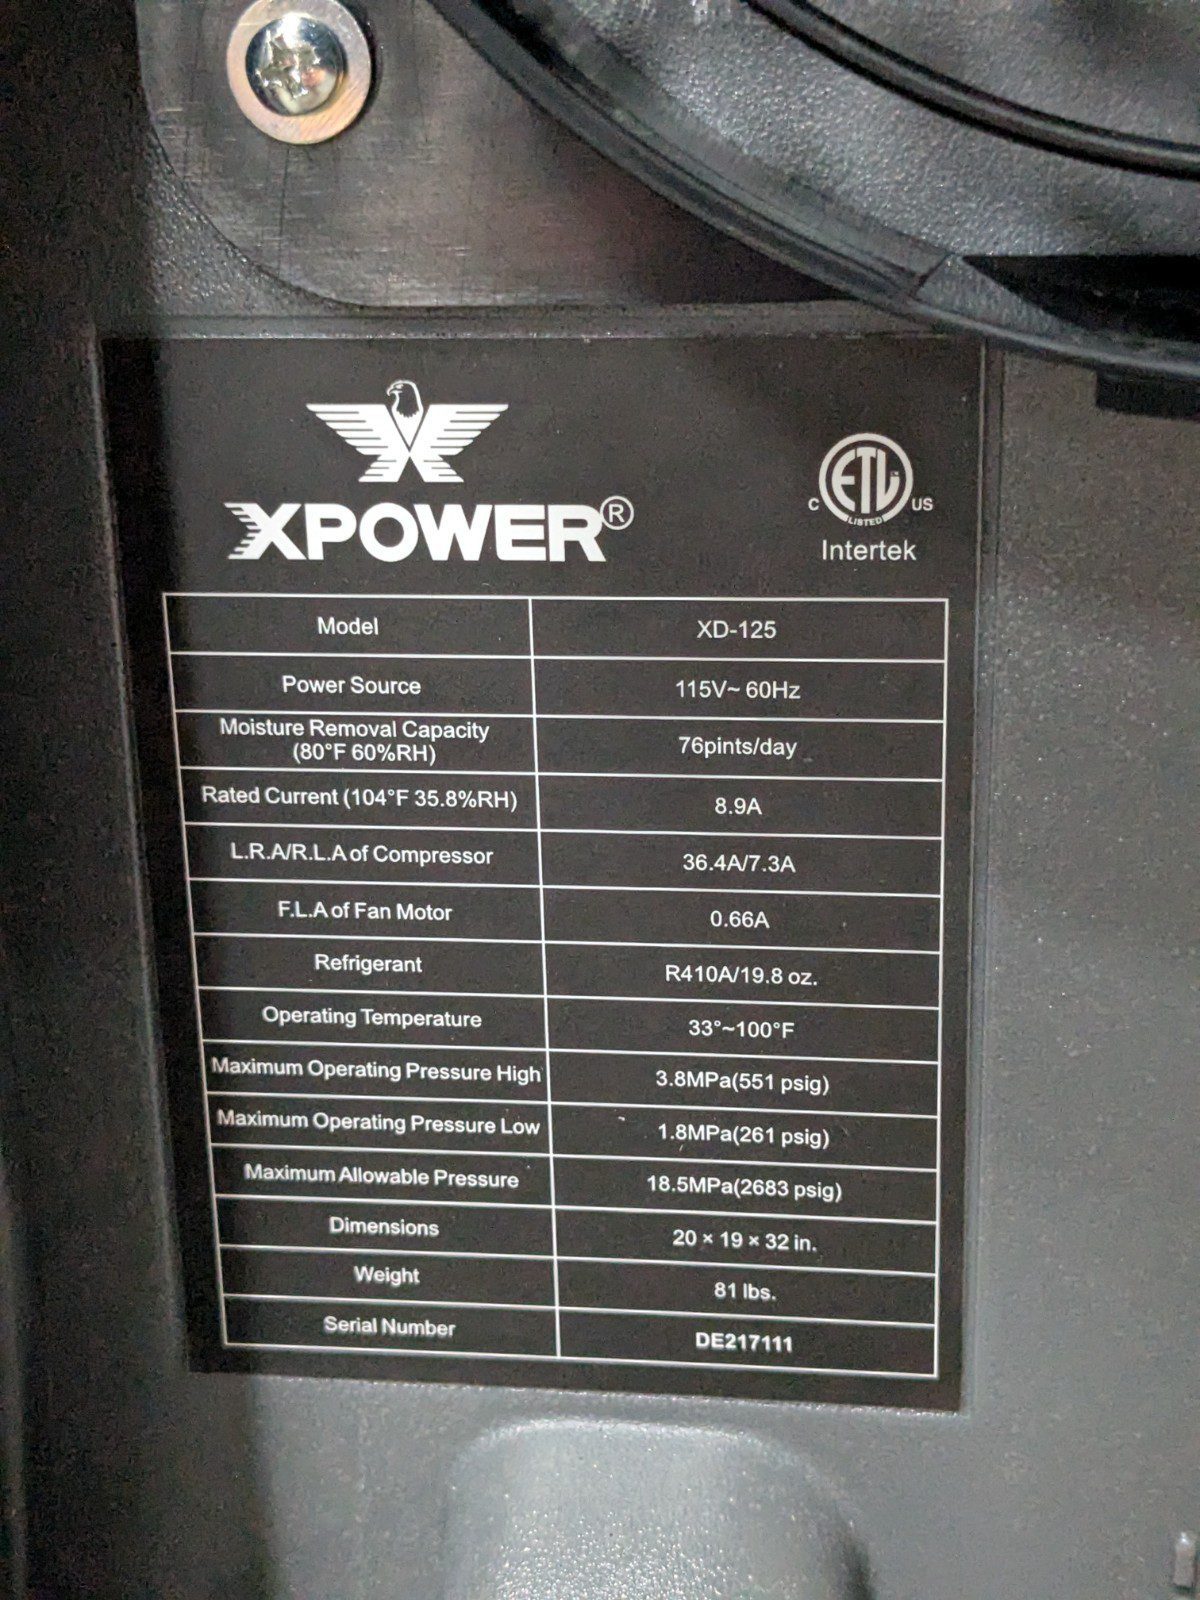 XPOWER®
C ETL US
LISTED
Intertek
Model XD-125
Power Source 115V~ 60Hz
Moisture Removal Capacity
(80°F 60%RH) 76pints/day
Rated Current (104°F 35.8%RH) 8.9A
L.R.A/R.L.A of Compressor 36.4A/7.3A
F.L.A of Fan Motor 0.66A
Refrigerant R410A/19.8 oz.
Operating Temperature 33°~100°F
Maximum Operating Pressure High 3.8MPa(551 psig)
Maximum Operating Pressure Low 1.8MPa(261 psig)
Maximum Allowable Pressure 18.5MPa(2683 psig)
Dimensions 20 × 19 × 32 in.
Weight 81 lbs.
Serial Number DE217111